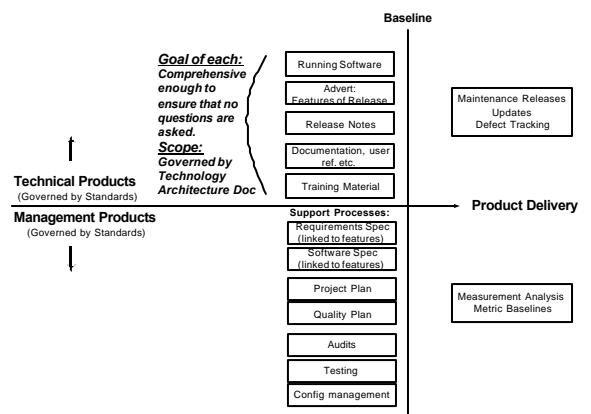 Baseline
Goal of each:
Comprehensive
enough to
ensure that no
questions are
asked.
Scope:
Governed by
Technology
Architecture Doc
Running Software
Advert:
Features of Release
Release Notes
Documentation, user
ref. etc.
Training Material
Maintenance Releases
Updates
Defect Tracking
Technical Products
(Governed by Standards)
Management Products
(Governed by Standards)
Product Delivery
Support Processes:
Requirements Spec
(linked to features)
Software Spec
(linked to features)
Project Plan
Quality Plan
Audits
Testing
Config management
Measurement Analysis
Metric Baselines